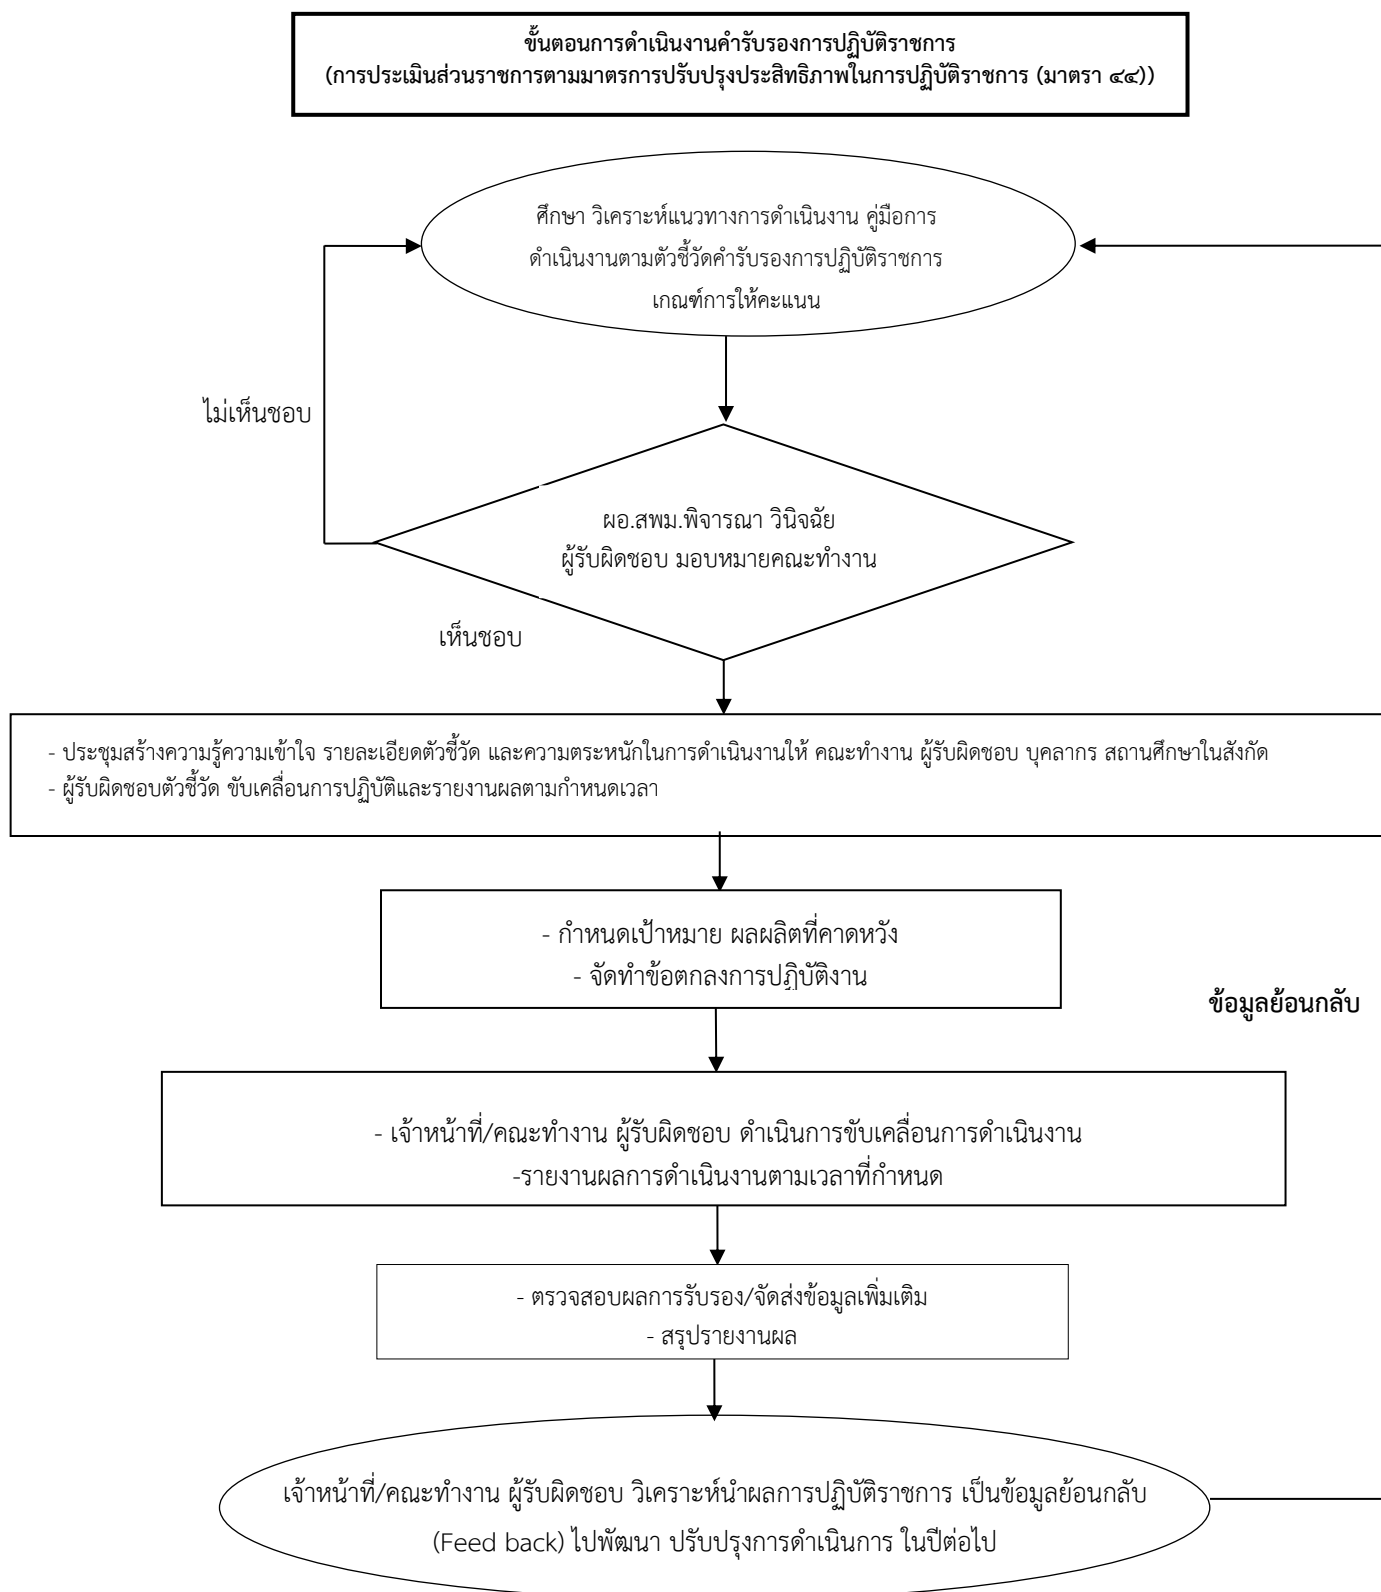 ขั้นตอนการดำเนินงานคำรับรองการปฏิบัติราชการ
(การประเมินส่วนราชการตามมาตรการปรับปรุงประสิทธิภาพในการปฏิบัติราชการ (มาตรา ๔๔))
ศึกษา วิเคราะห์แนวทางการดำเนินงาน คู่มือการ
ดำเนินงานตามตัวชี้วัดคำรับรองการปฏิบัติราชการ
เกณฑ์การให้คะแนน
ไม่เห็นชอบ
ผอ.สพม.พิจารณา วินิจฉัย
ผู้รับผิดชอบ มอบหมายคณะทำงาน
เห็นชอบ
- ประชุมสร้างความรู้ความเข้าใจ รายละเอียดตัวชี้วัด และความตระหนักในการดำเนินงานให้ คณะทำงาน ผู้รับผิดชอบ บุคลากร สถานศึกษาในสังกัด
- ผู้รับผิดชอบตัวชี้วัด ขับเคลื่อนการปฏิบัติและรายงานผลตามกำหนดเวลา
- กำหนดเป้าหมาย ผลผลิตที่คาดหวัง
- จัดทำข้อตกลงการปฏิบัติงาน
ข้อมูลย้อนกลับ
- เจ้าหน้าที่/คณะทำงาน ผู้รับผิดชอบ ดำเนินการขับเคลื่อนการดำเนินงาน
-รายงานผลการดำเนินงานตามเวลาที่กำหนด
- ตรวจสอบผลการรับรอง/จัดส่งข้อมูลเพิ่มเติม
- สรุปรายงานผล
เจ้าหน้าที่/คณะทำงาน ผู้รับผิดชอบ วิเคราะห์นำผลการปฏิบัติราชการ เป็นข้อมูลย้อนกลับ
(Feed back) ไปพัฒนา ปรับปรุงการดำเนินการ ในปีต่อไป